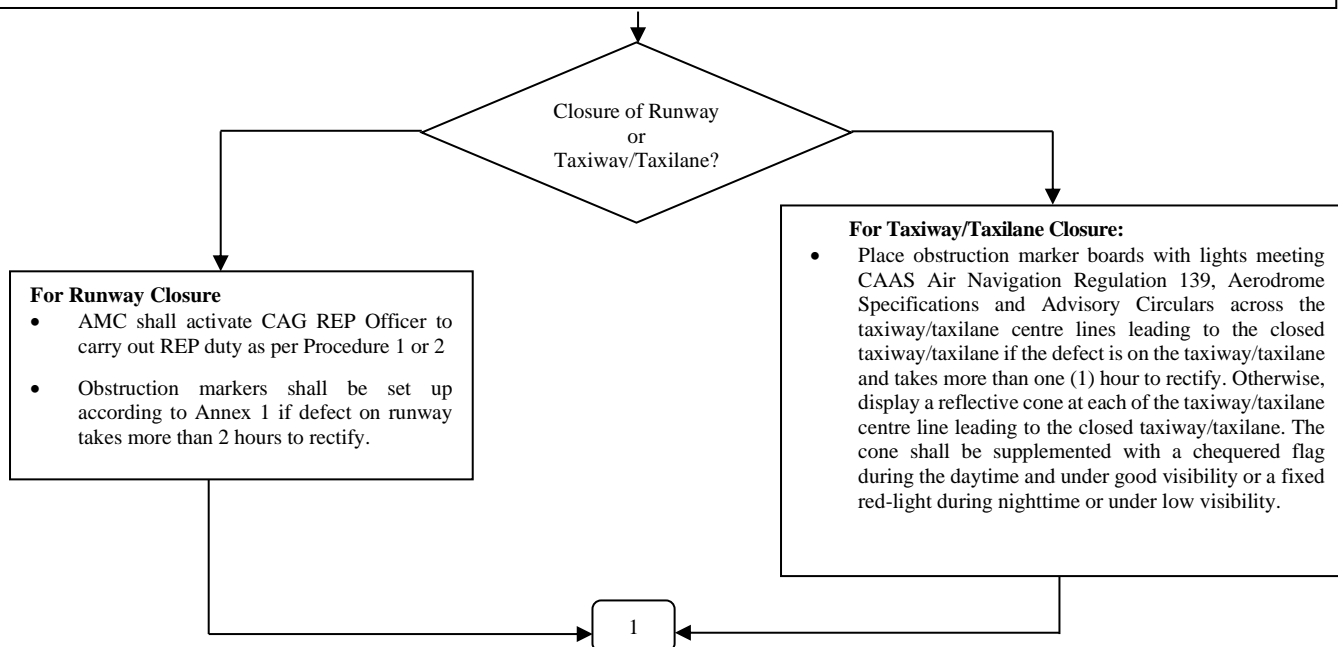 Closure of Runway
or
Taxiway/Taxilane?
For Runway Closure
• AMC shall activate CAG REP Officer to
carry out REP duty as per Procedure 1 or 2
• Obstruction markers shall be set up
according to Annex 1 if defect on runway
takes more than 2 hours to rectify.
For Taxiway/Taxilane Closure:
• Place obstruction marker boards with lights meeting
CAAS Air Navigation Regulation 139, Aerodrome
Specifications and Advisory Circulars across the
taxiway/taxilane centre lines leading to the closed
taxiway/taxilane if the defect is on the taxiway/taxilane
and takes more than one (1) hour to rectify. Otherwise,
display a reflective cone at each of the taxiway/taxilane
centre line leading to the closed taxiway/taxilane. The
cone shall be supplemented with a chequered flag
during the daytime and under good visibility or a fixed
red-light during nighttime or under low visibility.
1